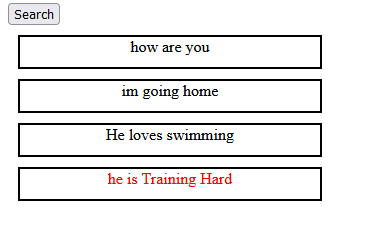 Search
how are you
im going home
He loves swimming
he is Training Hard